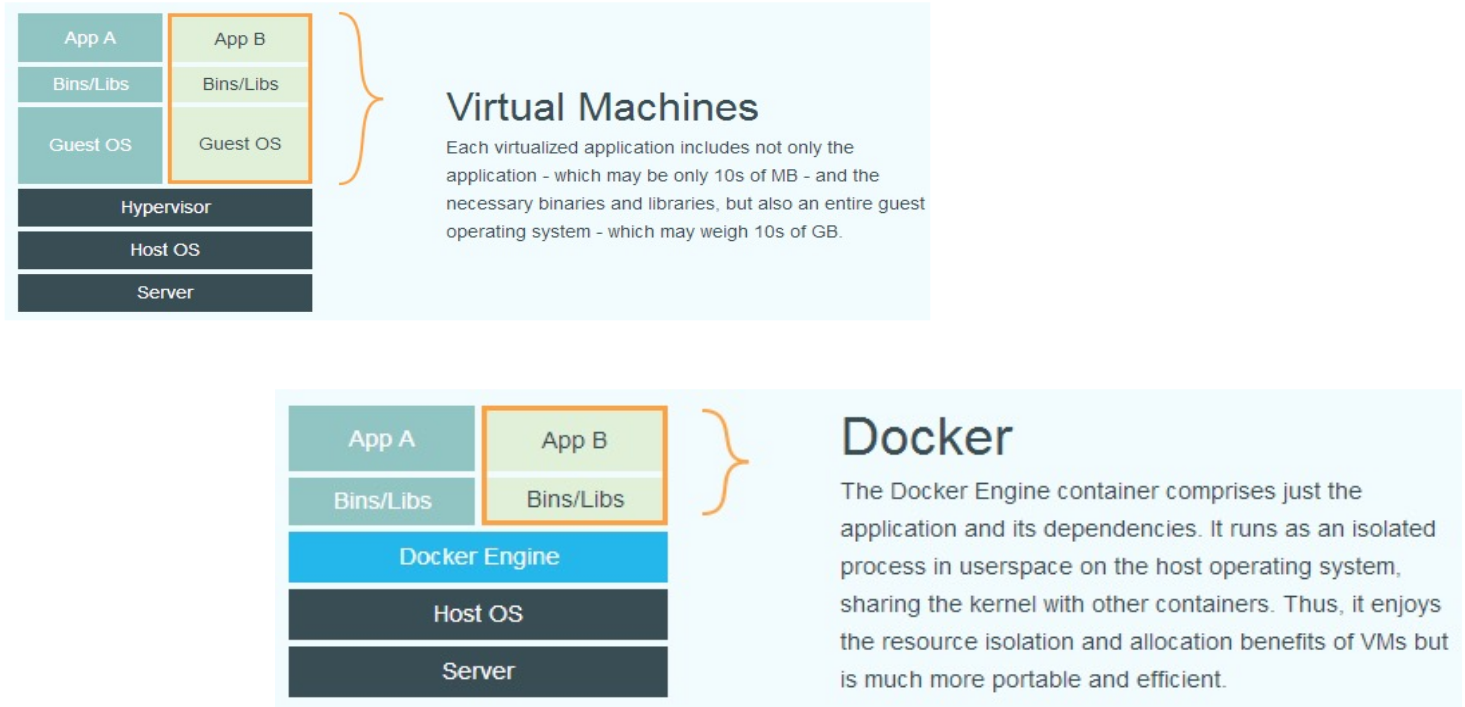 App A
App B
Bins/Libs
Bins/Libs
Guest OS
Guest OS
Hypervisor
Host OS
Server
Virtual Machines
Each virtualized application includes not only the
application - which may be only 10s of MB - and the
necessary binaries and libraries, but also an entire guest
operating system - which may weigh 10s of GB.
App A
App B
Bins/Libs
Bins/Libs
Docker Engine
Host OS
Server
Docker
The Docker Engine container comprises just the
application and its dependencies. It runs as an isolated
process in userspace on the host operating system,
sharing the kernel with other containers. Thus, it enjoys
the resource isolation and allocation benefits of VMs but
is much more portable and efficient.